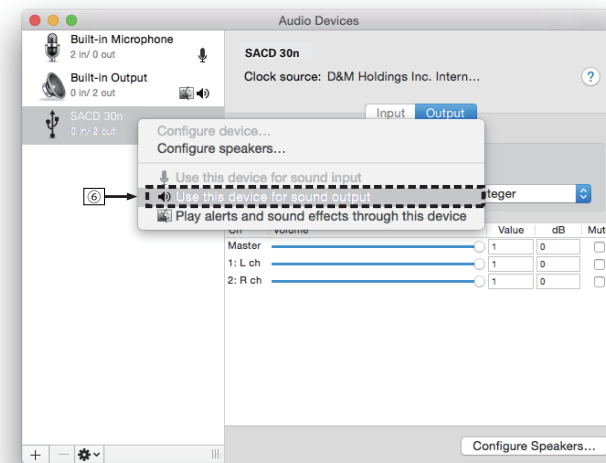 Audio Devices
Built-in Microphone
2 in/ 0 out
Built-in Output
0 in/ 2 out
SACD 30n
0 in/ 2 out
SACD 30n
Clock source: D&M Holdings Inc. Intern...
?
Input Output
Configure device...
Configure speakers...
Use this device for sound input
⑥
Use this device for sound output
teger
Play alerts and sound effects through this device
Ch Volume Value dB Mut
Master 1 0
1: L ch 1 0
2: R ch 1 0
Configure Speakers...